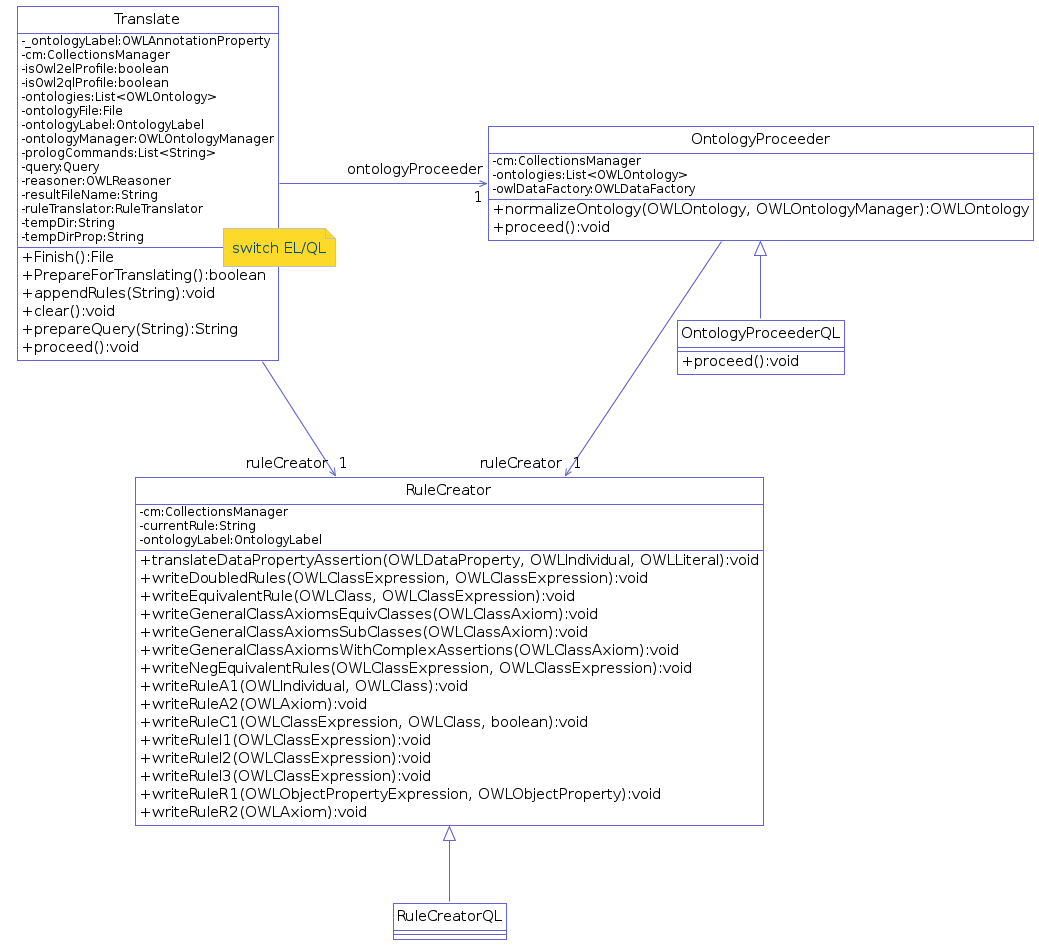 Translate
-_ontologyLabel:OWLAnnotationProperty
-cm:CollectionsManager
-isOwl2elProfile:boolean
-isOwl2qlProfile:boolean
-ontologies:List<OWLOntology>
-ontologyFile:File
-ontologyLabel:OntologyLabel
-ontologyManager:OWLOntologyManager
-prologCommands:List<String>
-query:Query
-reasoner:OWLReasoner
-resultFileName:String
-ruleTranslator:RuleTranslator
-tempDir:String
-tempDirProp:String
+Finish():File
+PrepareForTranslating():boolean
+appendRules(String):void
+clear():void
+prepareQuery(String):String
+proceed():void
switch EL/QL
ontologyProceeder
1
OntologyProceeder
-cm:CollectionsManager
-ontologies:List<OWLOntology>
-owlDataFactory:OWLDataFactory
+normalizeOntology(OWLOntology, OWLOntologyManager):OWLOntology
+proceed():void
OntologyProceederQL
+proceed():void
ruleCreator 1
ruleCreator 1
RuleCreator
-cm:CollectionsManager
-currentRule:String
-ontologyLabel:OntologyLabel
+translateDataPropertyAssertion(OWLDataProperty, OWLIndividual, OWLLiteral):void
+writeDoubledRules(OWLClassExpression, OWLClassExpression):void
+writeEquivalentRule(OWLClass, OWLClassExpression):void
+writeGeneralClassAxiomsEquivClasses(OWLClassAxiom):void
+writeGeneralClassAxiomsSubClasses(OWLClassAxiom):void
+writeGeneralClassAxiomsWithComplexAssertions(OWLClassAxiom):void
+writeNegEquivalentRules(OWLClassExpression, OWLClassExpression):void
+writeRuleA1(OWLIndividual, OWLClass):void
+writeRuleA2(OWLAxiom):void
+writeRuleC1(OWLClassExpression, OWLClass, boolean):void
+writeRuleI1(OWLClassExpression):void
+writeRuleI2(OWLClassExpression):void
+writeRuleI3(OWLClassExpression):void
+writeRuleR1(OWLObjectPropertyExpression, OWLObjectProperty):void
+writeRuleR2(OWLAxiom):void
RuleCreatorQL